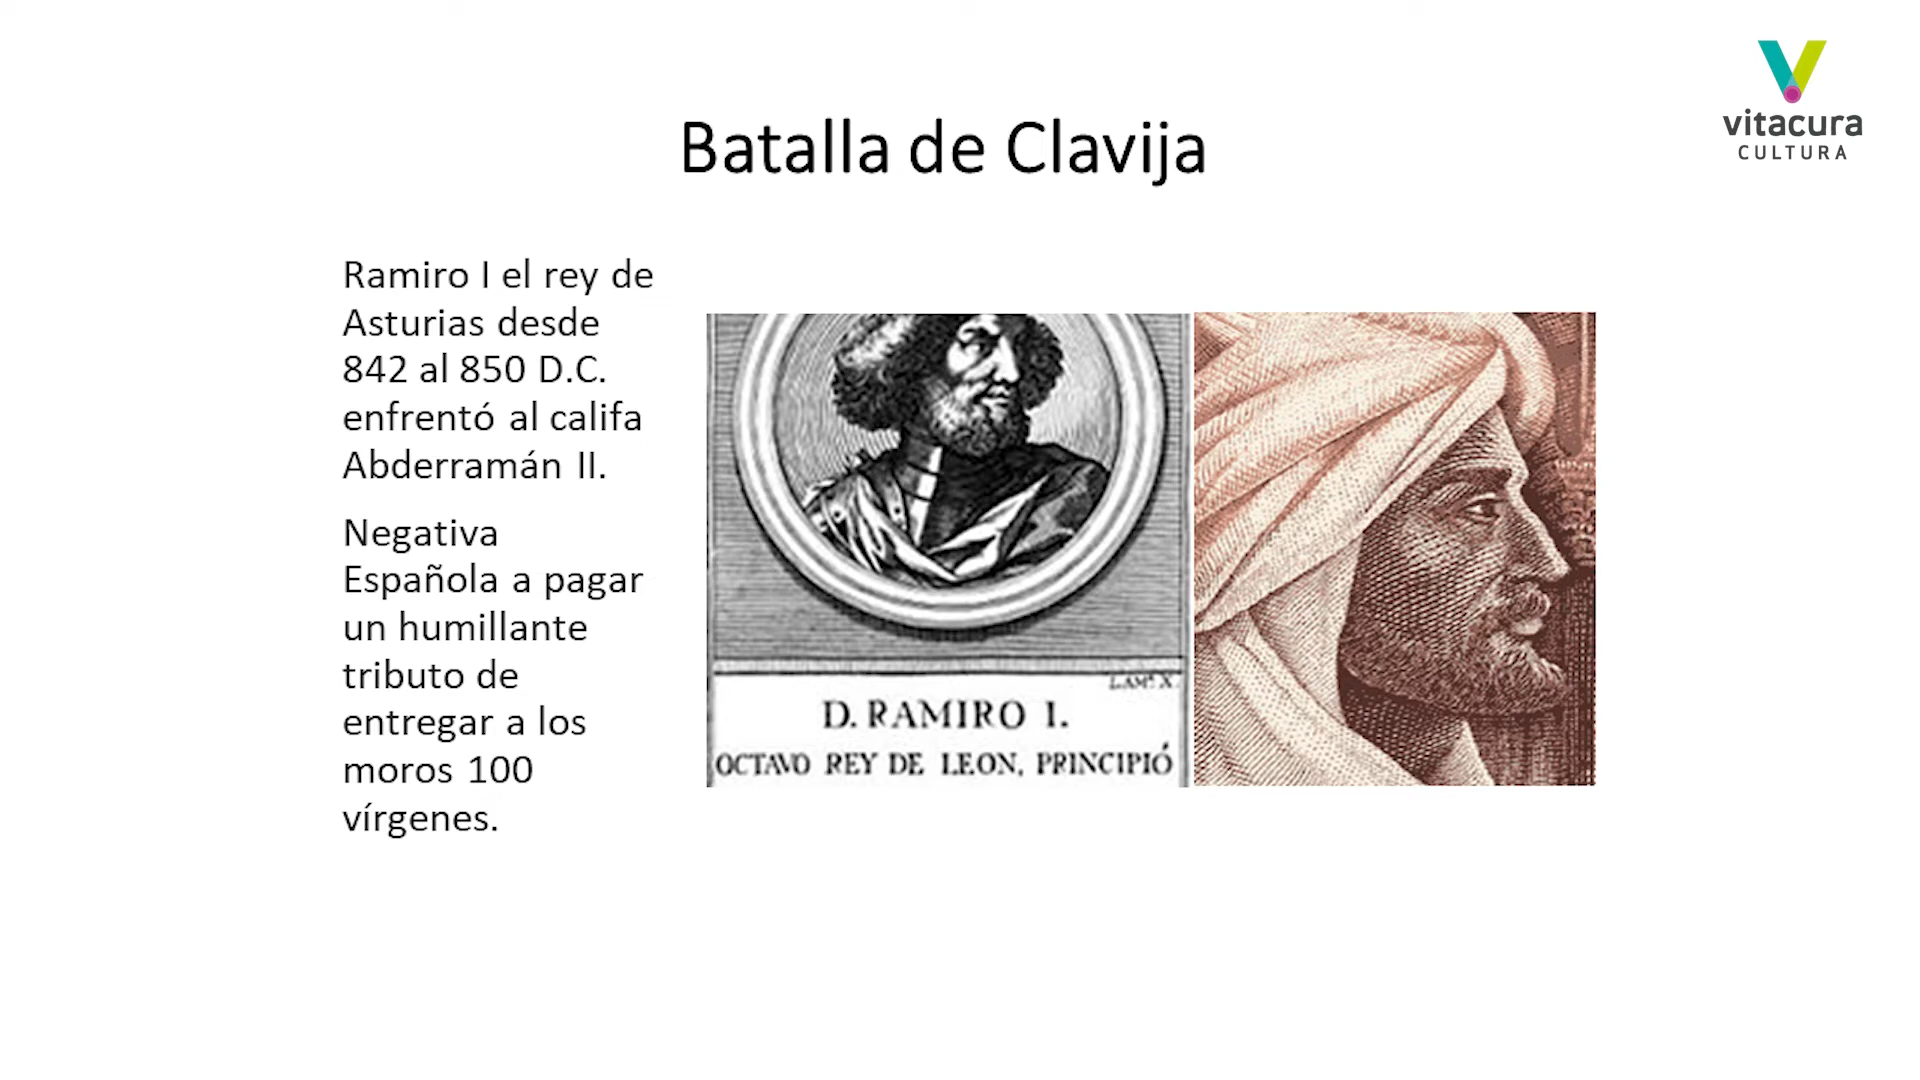 vitacura
CULTURA
Batalla de Clavija
Ramiro I el rey de
Asturias desde
842 al 850 D.C.
enfrentó al califa
Abderramán II.
Negativa
Española a pagar
un humillante
tributo de
entregar a los
moros 100
vírgenes.
D. RAMIRO I.
OCTAVO REY DE LEON, PRINCIPIÓ